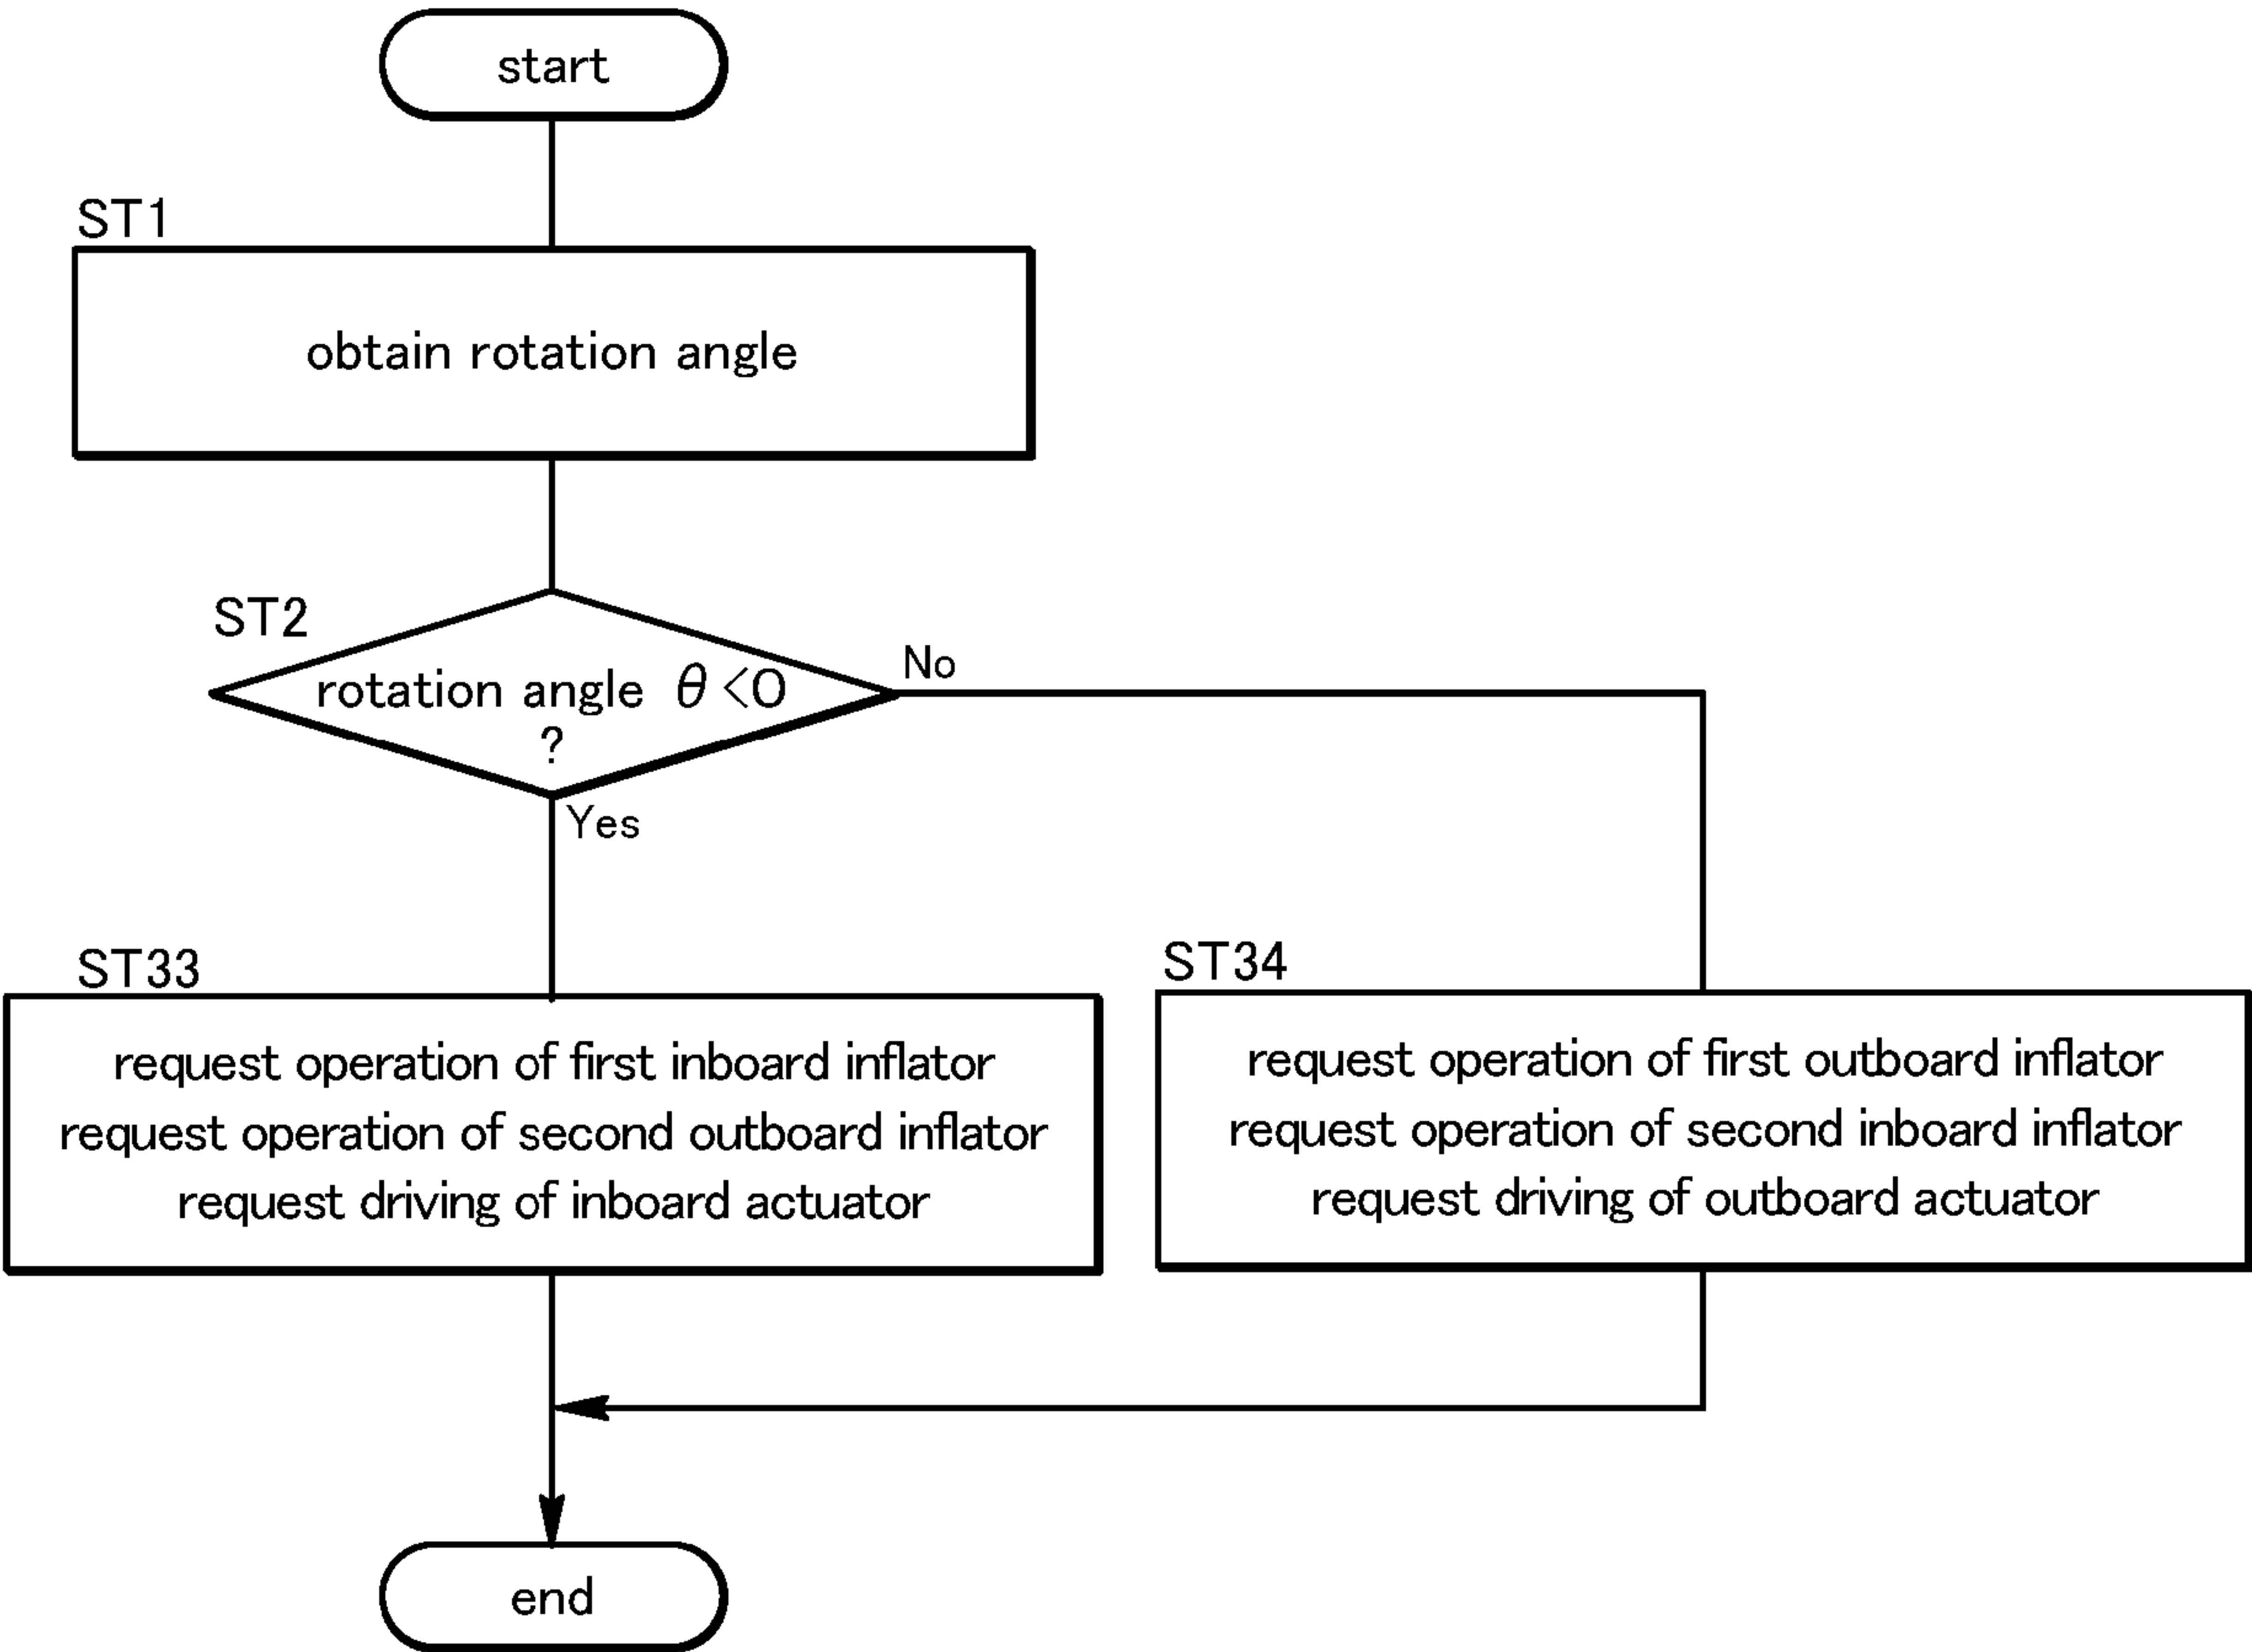 start
ST1
obtain rotation angle
ST2
rotation angle θ<0
?
No
Yes
ST33
request operation of first inboard inflator
request operation of second outboard inflator
request driving of inboard actuator
ST34
request operation of first outboard inflator
request operation of second inboard inflator
request driving of outboard actuator
end